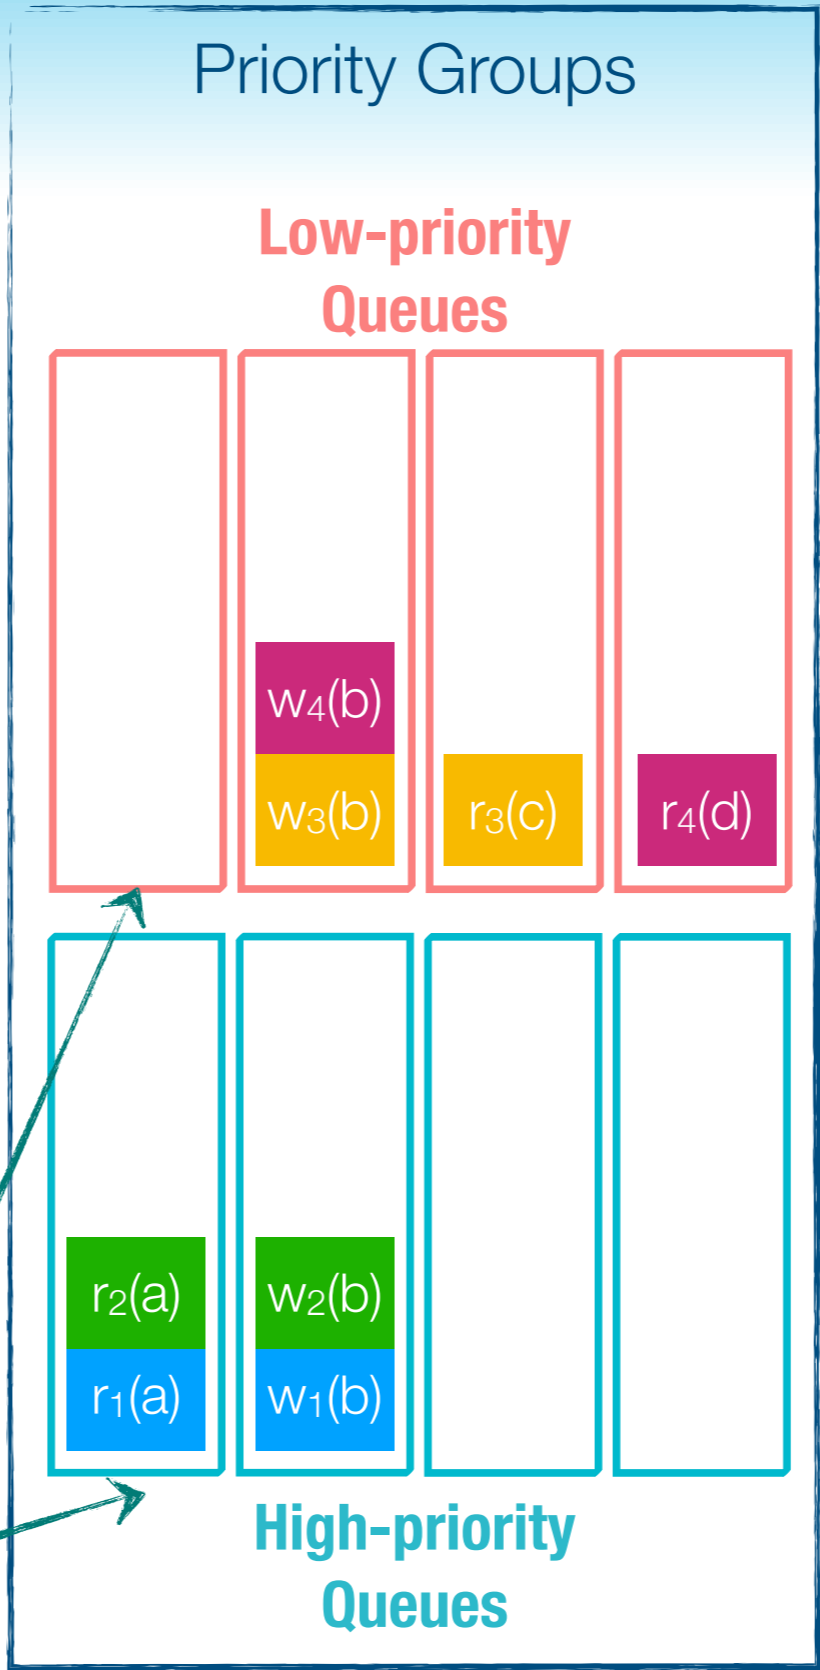 Priority Groups
Low-priority
Queues
w₄(b)
w₃(b) r₃(c) r₄(d)
r₂(a) w₂(b)
r₁(a) w₁(b)
High-priority
Queues